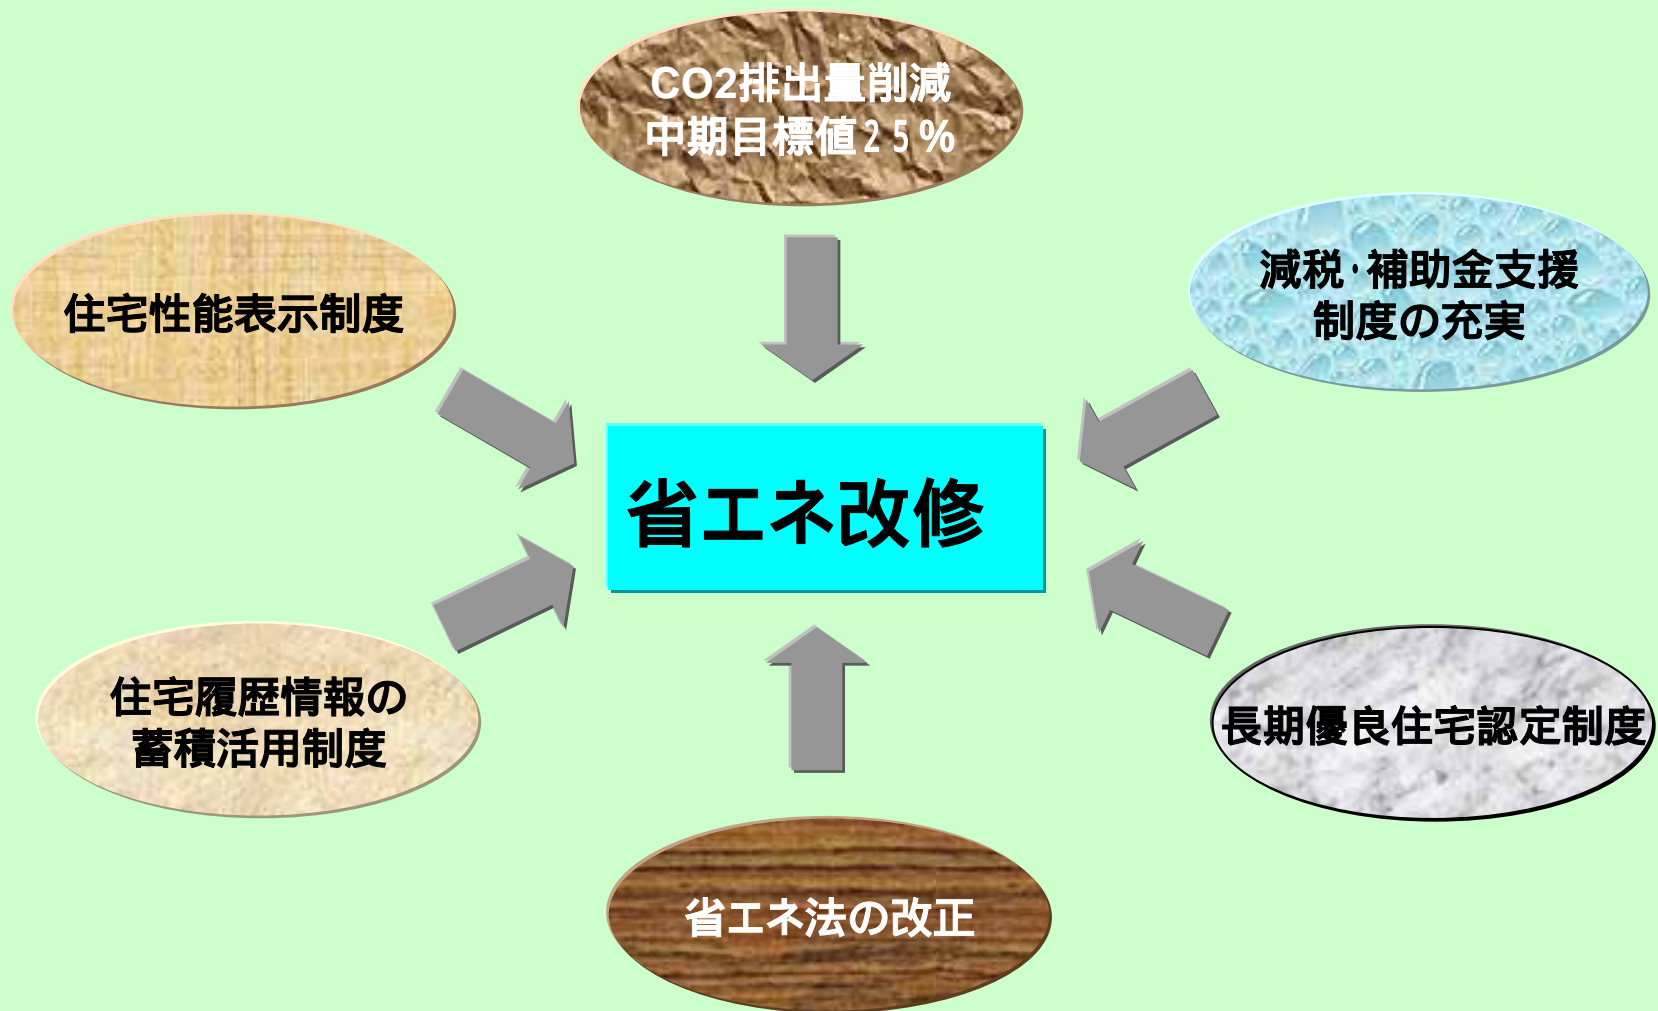 CO2排出量削減
中期目標値２５％
住宅性能表示制度
減税･補助金支援
制度の充実
省エネ改修
住宅履歴情報の
蓄積活用制度
長期優良住宅認定制度
省エネ法の改正